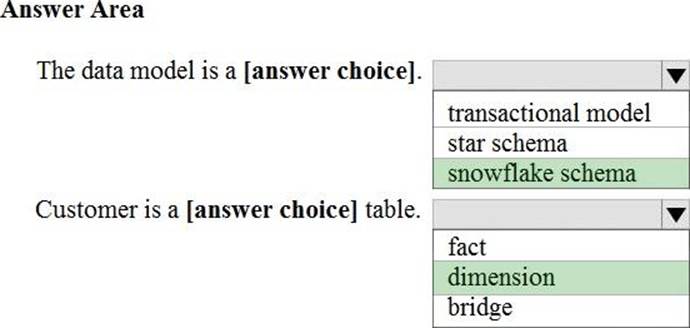 Answer Area
The data model is a [answer choice].
transactional model
star schema
snowflake schema
Customer is a [answer choice] table.
fact
dimension
bridge